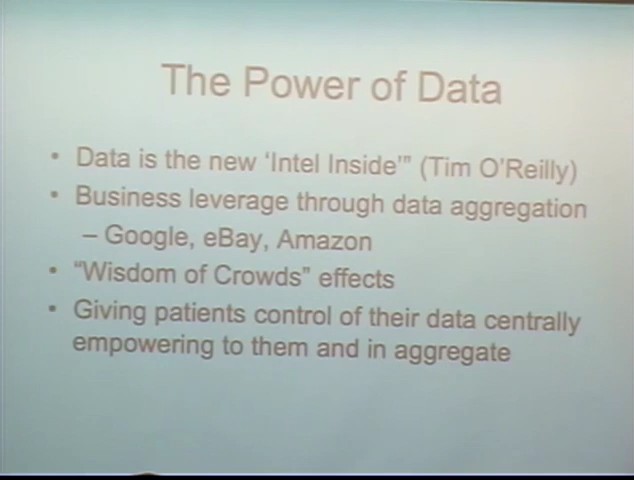 The Power of Data
• Data is the new 'Intel Inside'" (Tim O'Reilly)
• Business leverage through data aggregation
– Google, eBay, Amazon
• "Wisdom of Crowds" effects
• Giving patients control of their data centrally
empowering to them and in aggregate